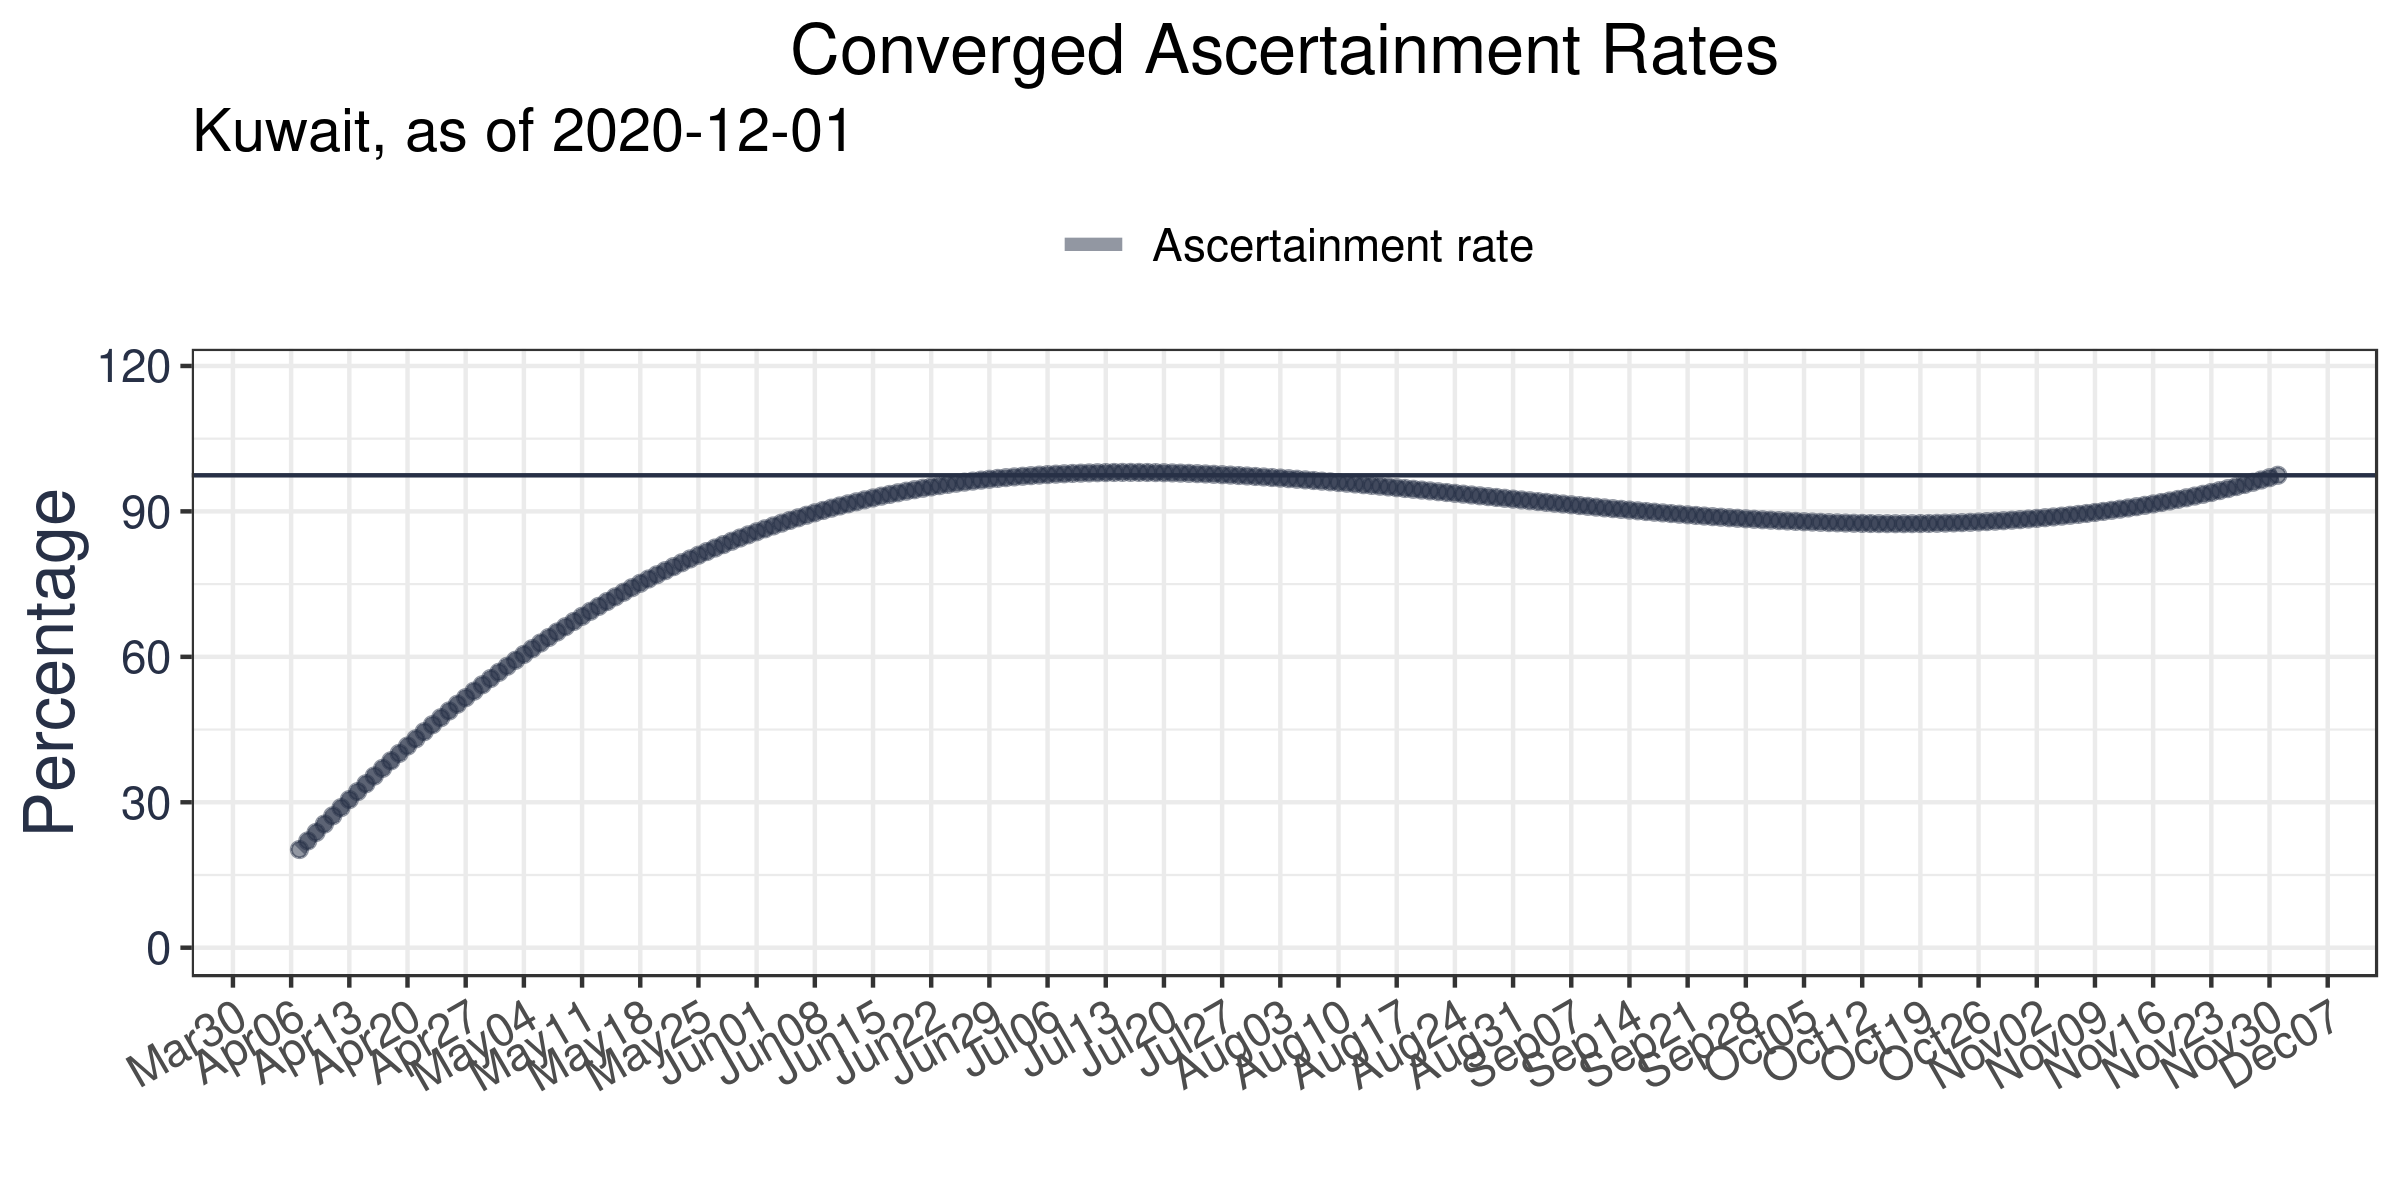 Converged Ascertainment Rates
Kuwait, as of 2020-12-01
Ascertainment rate
Percentage
120
90
60
30
0
Mar30 Apr06 Apr13 Apr20 Apr27 May04 May11 May18 May25 Jun01 Jun08 Jun15 Jun22 Jun29 Jul06 Jul13 Jul20 Jul27 Aug03 Aug10 Aug17 Aug24 Aug31 Sep07 Sep14 Sep21 Sep28 Oct05 Oct12 Oct19 Oct26 Nov02 Nov09 Nov16 Nov23 Nov30 Dec07